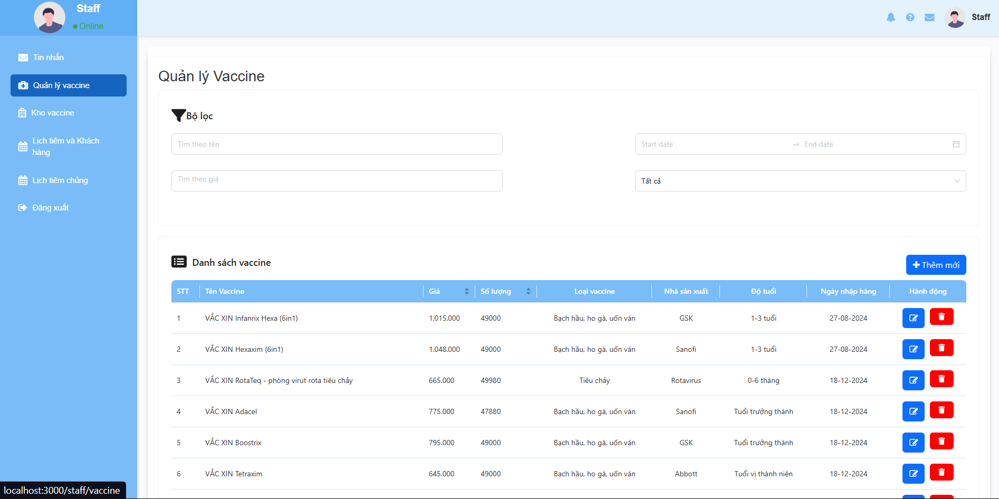 Staff
Online
Staff
Tin nhắn
Quản lý vaccine
Kho vaccine
Lịch tiêm và Khách
hàng
Lịch tiêm chủng
Đăng xuất
Quản lý Vaccine
Bộ lọc
Tìm theo tên
Start date
End date
Tìm theo giá
Tất cả
Danh sách vaccine
Thêm mới
STT Tên Vaccine Giá Số lượng Loại vaccine Nhà sản xuất Độ tuổi Ngày nhập hàng Hành động
1 VẮC XIN Infanrix Hexa (6in1) 1.015.000 49000 Bạch hầu, ho gà, uốn ván GSK 1-3 tuổi 27-08-2024
2 VẮC XIN Hexaxim (6in1) 1.048.000 49000 Bạch hầu, ho gà, uốn ván Sanofi 1-3 tuổi 27-08-2024
3 VẮC XIN RotaTeq - phòng virut rota tiêu chảy 665.000 49980 Tiêu chảy Rotavirus 0-6 tháng 18-12-2024
4 VẮC XIN Adacel 775.000 47880 Bạch hầu, ho gà, uốn ván Sanofi Tuổi trưởng thành 18-12-2024
5 VẮC XIN Boostrix 795.000 49000 Bạch hầu, ho gà, uốn ván GSK Tuổi trưởng thành 18-12-2024
6 VẮC XIN Tetraxim 645.000 49000 Bạch hầu, ho gà, uốn ván Abbott Tuổi vị thành niên 18-12-2024
localhost:3000/staff/vaccine